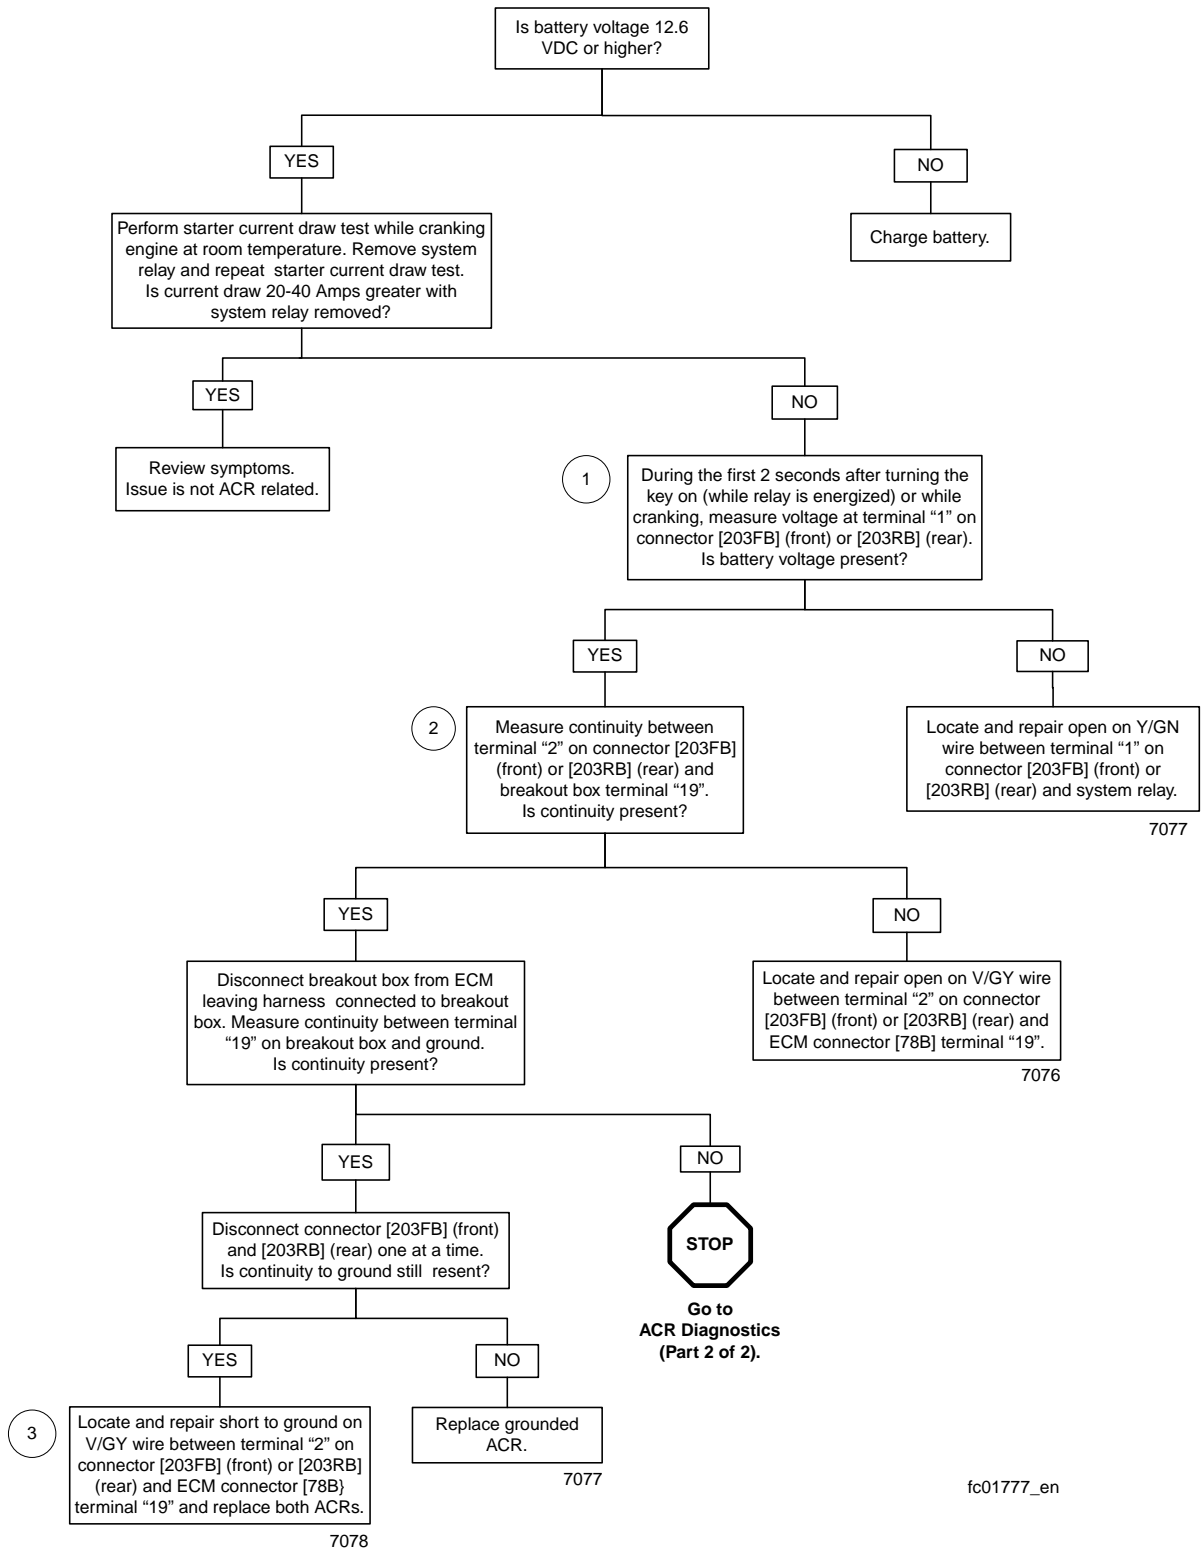 Is battery voltage 12.6
VDC or higher?
YES
NO
Perform starter current draw test while cranking
engine at room temperature. Remove system
relay and repeat starter current draw test.
Is current draw 20-40 Amps greater with
system relay removed?
Charge battery.
YES
NO
Review symptoms.
Issue is not ACR related.
1
During the first 2 seconds after turning the
key on (while relay is energized) or while
cranking, measure voltage at terminal “1” on
connector [203FB] (front) or [203RB] (rear).
Is battery voltage present?
YES
NO
2
Measure continuity between
terminal “2” on connector [203FB]
(front) or [203RB] (rear) and
breakout box terminal “19”.
Is continuity present?
Locate and repair open on Y/GN
wire between terminal “1” on
connector [203FB] (front) or
[203RB] (rear) and system relay.
7077
YES
NO
Disconnect breakout box from ECM
leaving harness connected to breakout
box. Measure continuity between terminal
“19” on breakout box and ground.
Is continuity present?
Locate and repair open on V/GY wire
between terminal “2” on connector
[203FB] (front) or [203RB] (rear) and
ECM connector [78B] terminal “19”.
7076
YES
NO
Disconnect connector [203FB] (front)
and [203RB] (rear) one at a time.
Is continuity to ground still resent?
STOP
Go to
ACR Diagnostics
(Part 2 of 2).
YES
NO
3
Locate and repair short to ground on
V/GY wire between terminal “2” on
connector [203FB] (front) or [203RB]
(rear) and ECM connector [78B}
terminal “19” and replace both ACRs.
7078
Replace grounded
ACR.
7077
fc01777_en